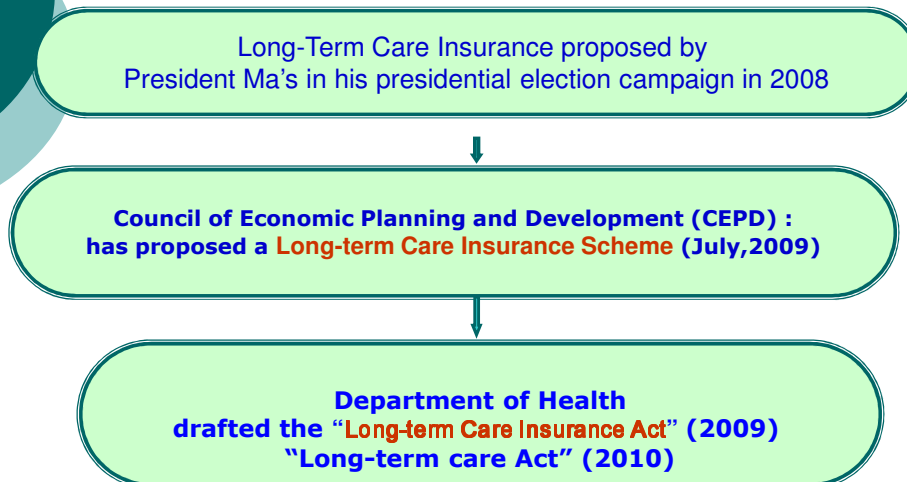 Long-Term Care Insurance proposed by
President Ma's in his presidential election campaign in 2008
Council of Economic Planning and Development (CEPD) :
has proposed a Long-term Care Insurance Scheme (July,2009)
Department of Health
drafted the “Long-term Care Insurance Act” (2009)
“Long-term care Act” (2010)